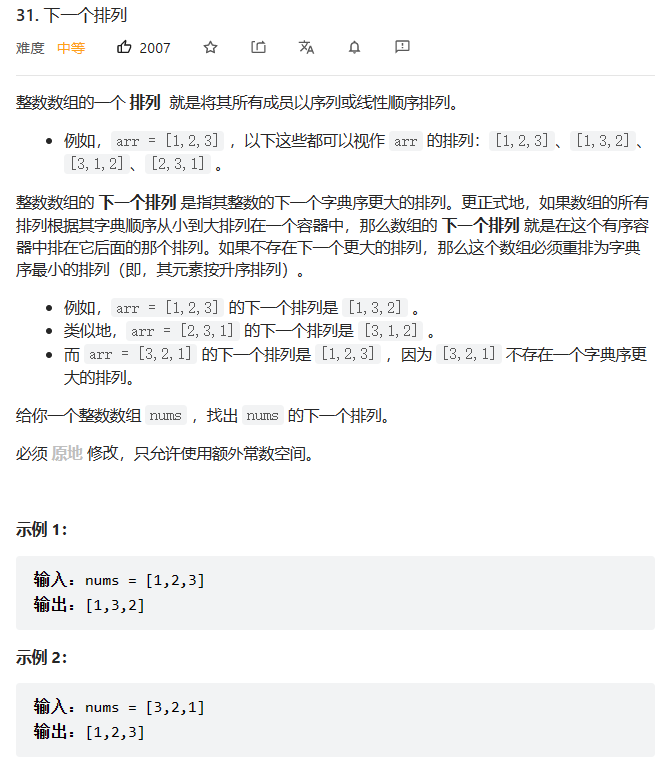 31. 下一个排列
难度 中等 2007
整数数组的一个 排列 就是将其所有成员以序列或线性顺序排列。
• 例如，arr = [1,2,3] ，以下这些都可以视作 arr 的排列：[1,2,3]、[1,3,2]、
[3,1,2]、[2,3,1] 。
整数数组的 下一个排列 是指其整数的下一个字典序更大的排列。更正式地，如果数组的所有
排列根据其字典顺序从小到大排列在一个容器中，那么数组的 下一个排列 就是在这个有序容
器中排在它后面的那个排列。如果不存在下一个更大的排列，那么这个数组必须重排为字典
序最小的排列（即，其元素按升序排列）。
• 例如，arr = [1,2,3] 的下一个排列是 [1,3,2] 。
• 类似地，arr = [2,3,1] 的下一个排列是 [3,1,2] 。
• 而 arr = [3,2,1] 的下一个排列是 [1,2,3] ，因为 [3,2,1] 不存在一个字典序更
大的排列。
给你一个整数数组 nums ，找出 nums 的下一个排列。
必须 原地 修改，只允许使用额外常数空间。
示例 1：
输入：nums = [1,2,3]
输出：[1,3,2]
示例 2：
输入：nums = [3,2,1]
输出：[1,2,3]